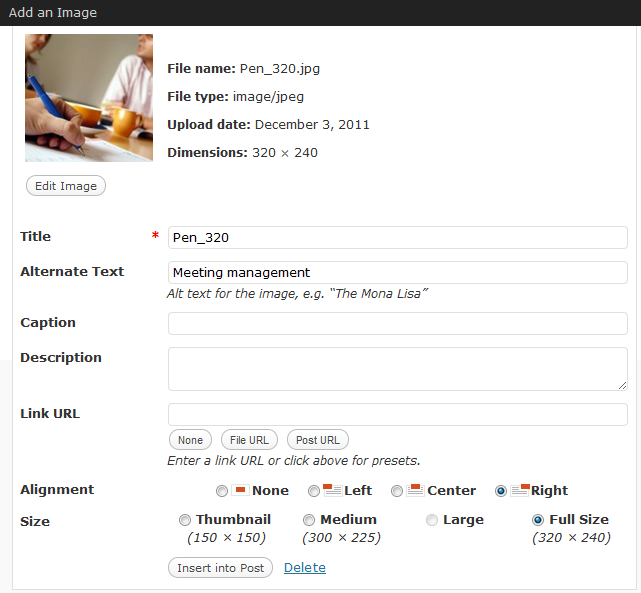 Add an Image
File name: Pen_320.jpg
File type: image/jpeg
Upload date: December 3, 2011
Dimensions: 320 × 240
Edit Image
Title * Pen_320
Alternate Text Meeting management
Alt text for the image, e.g. “The Mona Lisa”
Caption
Description
Link URL
None File URL Post URL
Enter a link URL or click above for presets.
Alignment None Left Center Right
Size Thumbnail Medium Large Full Size
(150 × 150) (300 × 225) (320 × 240)
Insert into Post Delete